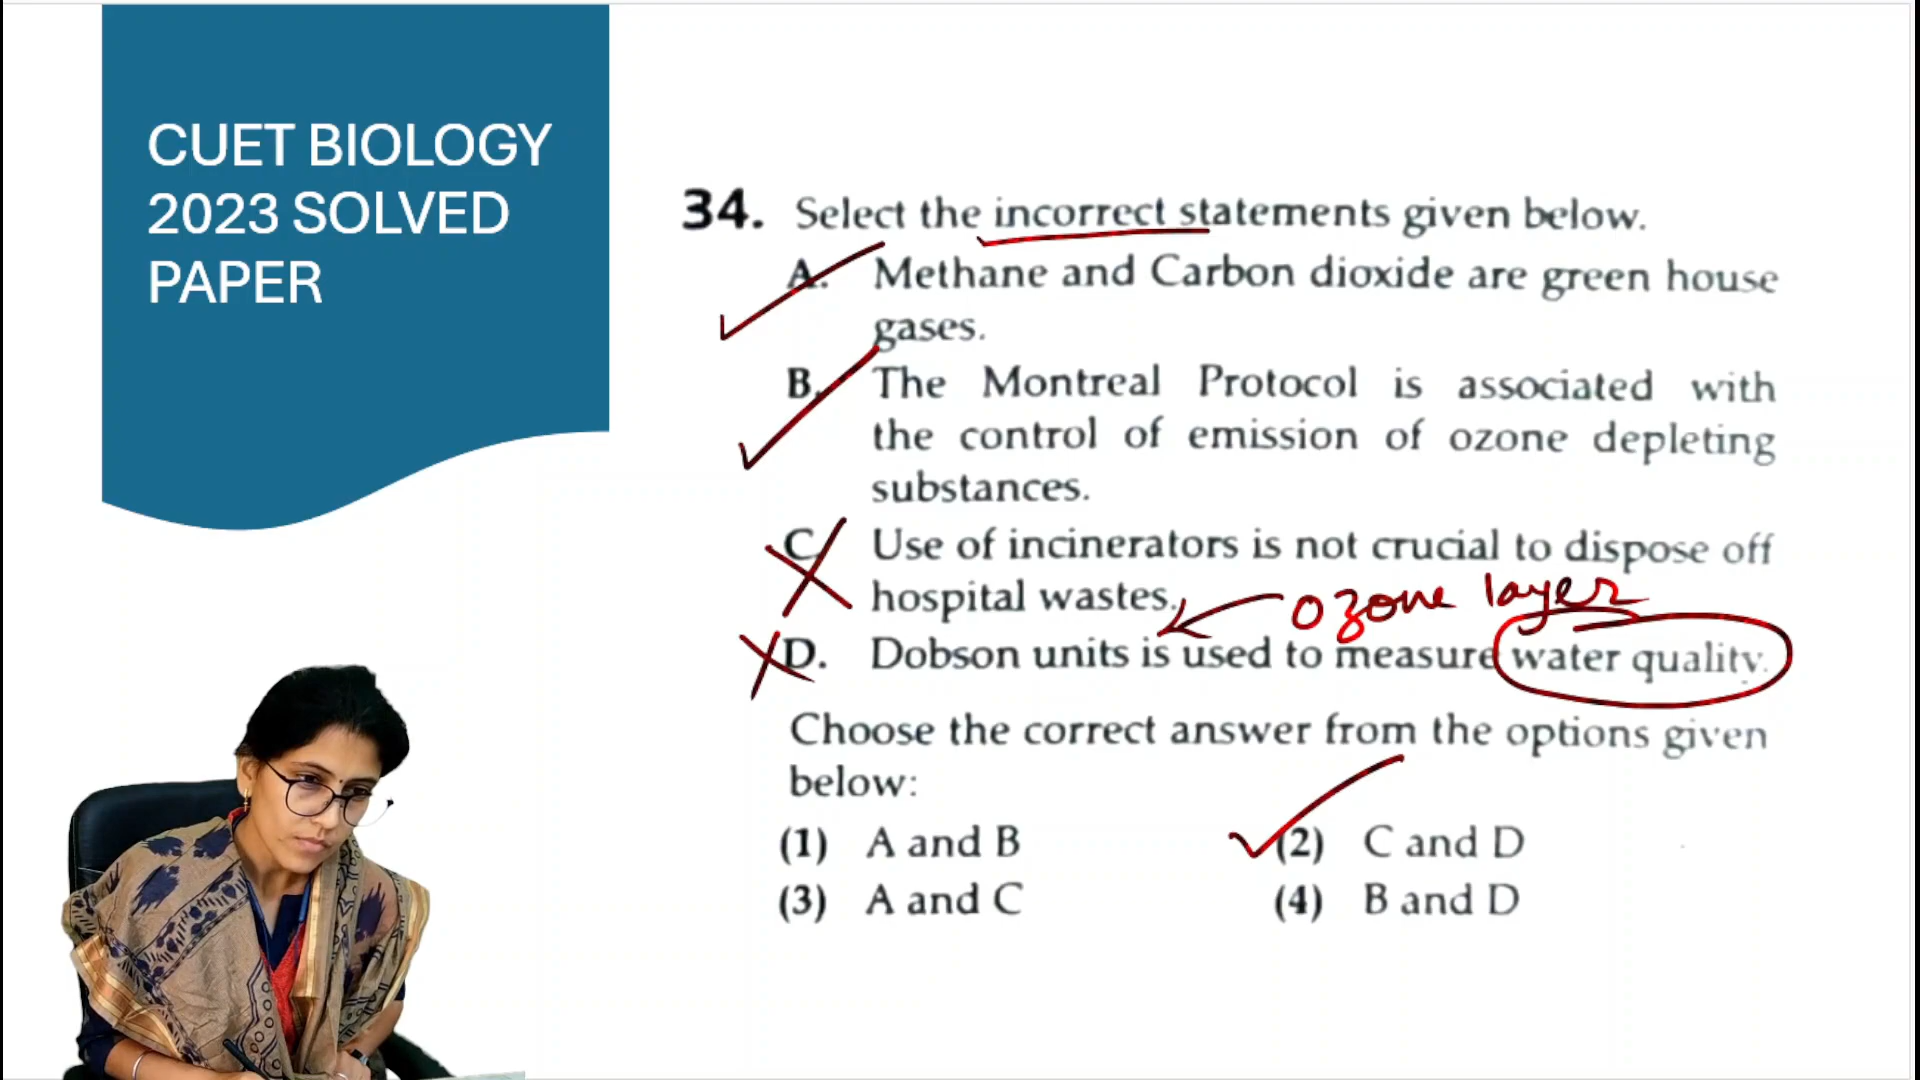 CUET BIOLOGY
2023 SOLVED
PAPER
34. Select the incorrect statements given below.
A. Methane and Carbon dioxide are green house
gases.
B. The Montreal Protocol is associated with
the control of emission of ozone depleting
substances.
C. Use of incinerators is not crucial to dispose off
hospital wastes.
ozone layer
D. Dobson units is used to measure water quality.
Choose the correct answer from the options given
below:
(1) A and B (2) C and D
(3) A and C (4) B and D